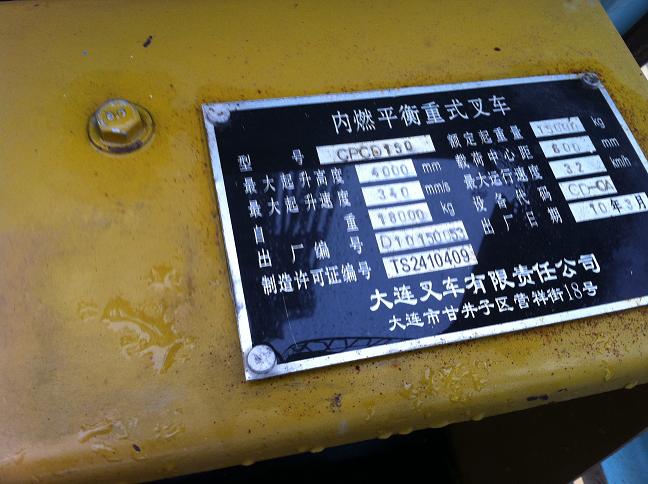 内燃平衡重式叉车
型号 CPCD150 额定起重量 15000 kg
最大起升高度 4000 mm 载荷中心距 600 mm
最大起升速度 340 mm/s 最大运行速度 32 km/h
自重 18000 kg 设备代码 CD-CA
出厂编号 D10150053 出厂日期 10年3月
制造许可证编号 TS2410409
大连叉车有限责任公司
大连市甘井子区营祥街18号